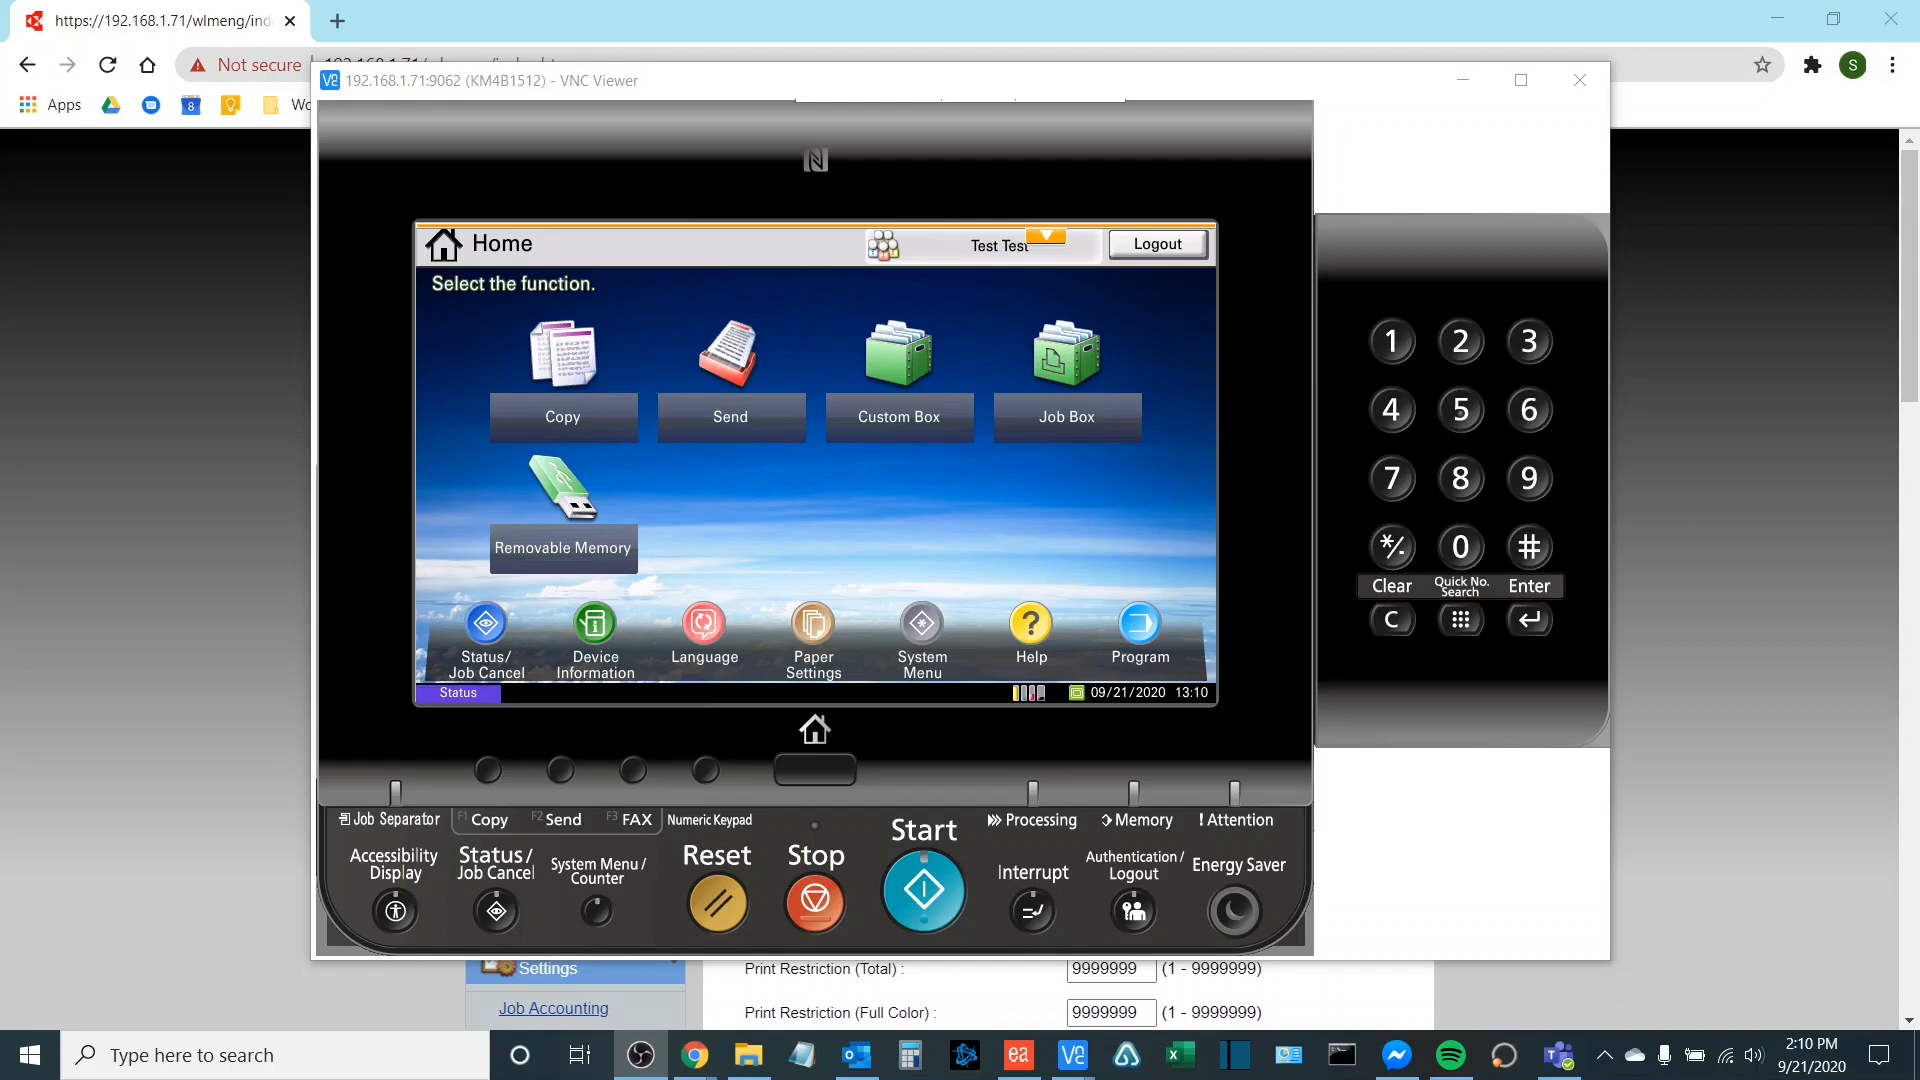 https://192.168.1.71/wlmeng/ind
Not secure
192.168.1.71:9062 (KM4B1512) - VNC Viewer
S
Apps
8
Wo
Home
Test Test
Logout
Select the function.
Copy
Send
Custom Box
Job Box
Removable Memory
Status/
Job Cancel
Device
Information
Language
Paper
Settings
System
Menu
Help
Program
Status
09/21/2020 13:10
1 2 3
4 5 6
7 8 9
*/. 0 #
Clear
Quick No.
Search
Enter
C
Job Separator
F1 Copy
F2 Send
F3 FAX
Numeric Keypad
Start
Processing
Memory
! Attention
Accessibility
Display
Status/
Job Cancel
System Menu/
Counter
Reset
Stop
Interrupt
Authentication/
Logout
Energy Saver
Settings
Print Restriction (Total) :
9999999
(1 - 9999999)
Job Accounting
Print Restriction (Full Color) :
9999999
(1 - 9999999)
Type here to search
ea
2:10 PM
9/21/2020